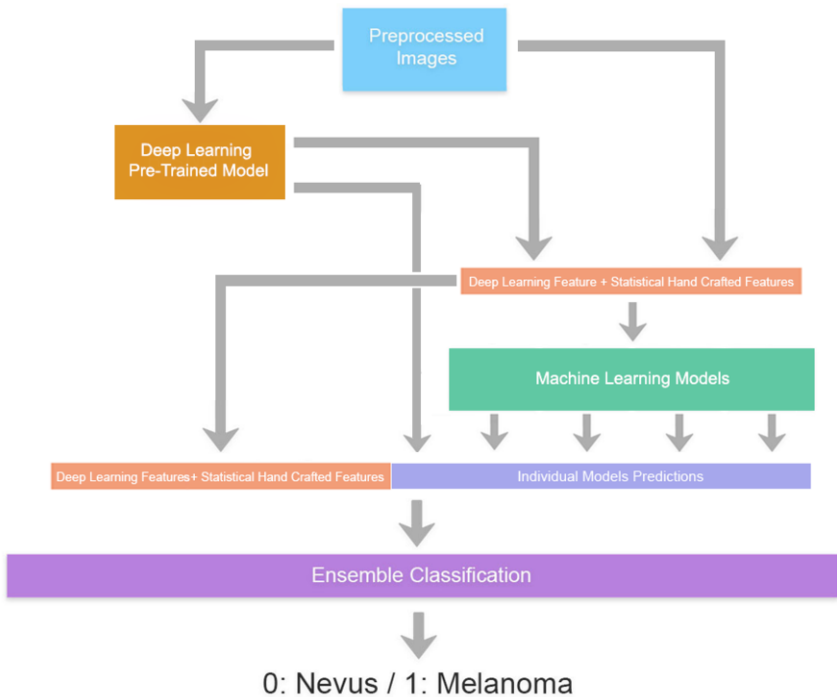 Preprocessed
Images
Deep Learning
Pre-Trained Model
Deep Learning Feature + Statistical Hand Crafted Features
Machine Learning Models
Deep Learning Features+ Statistical Hand Crafted Features
Individual Models Predictions
Ensemble Classification
0: Nevus / 1: Melanoma